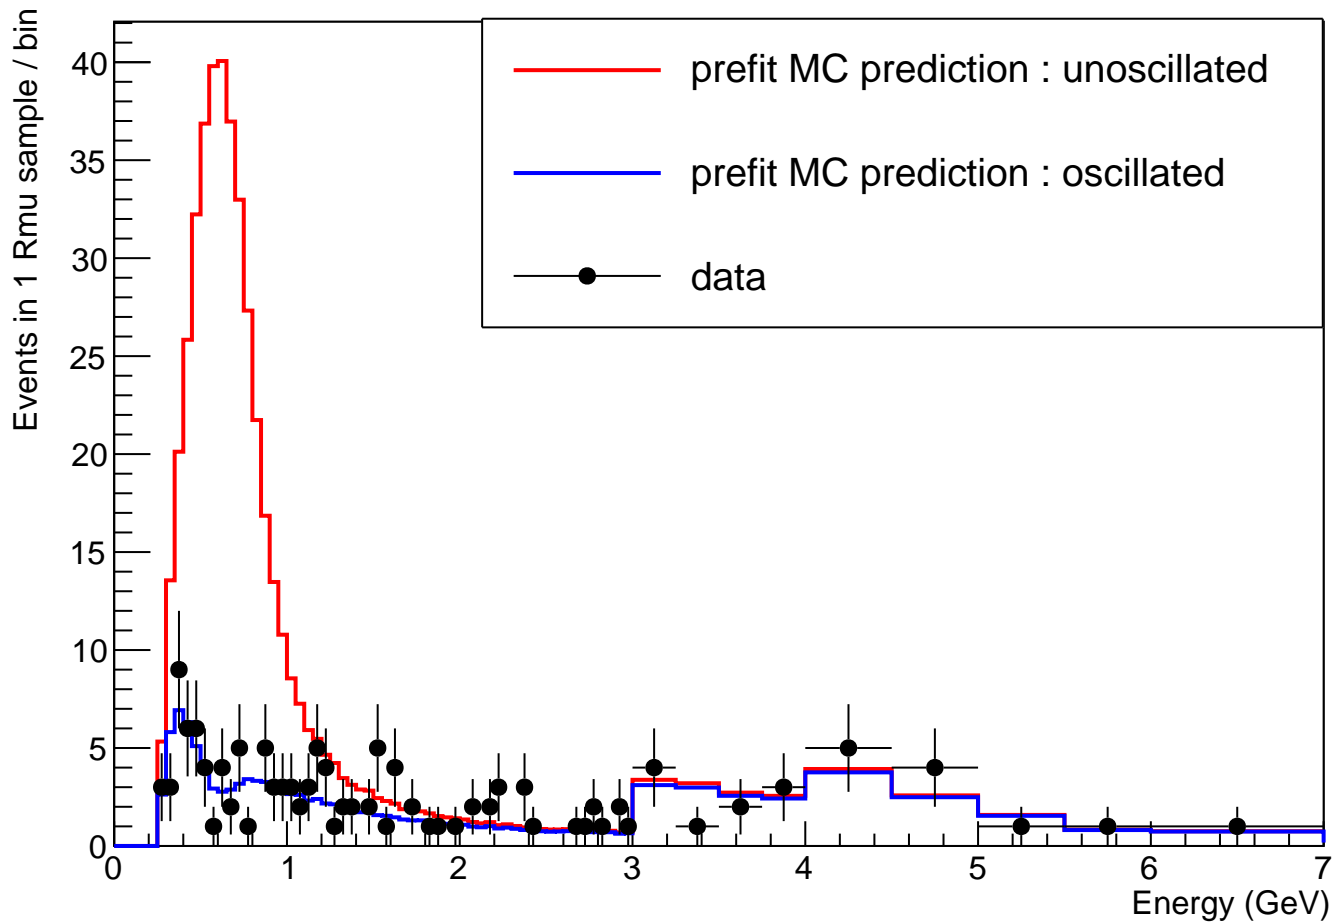 Events in 1 Rmu sample / bin
40
35
30
25
20
15
10
5
0
prefit MC prediction : unoscillated
prefit MC prediction : oscillated
data
0 1 2 3 4 5 6 7
Energy (GeV)